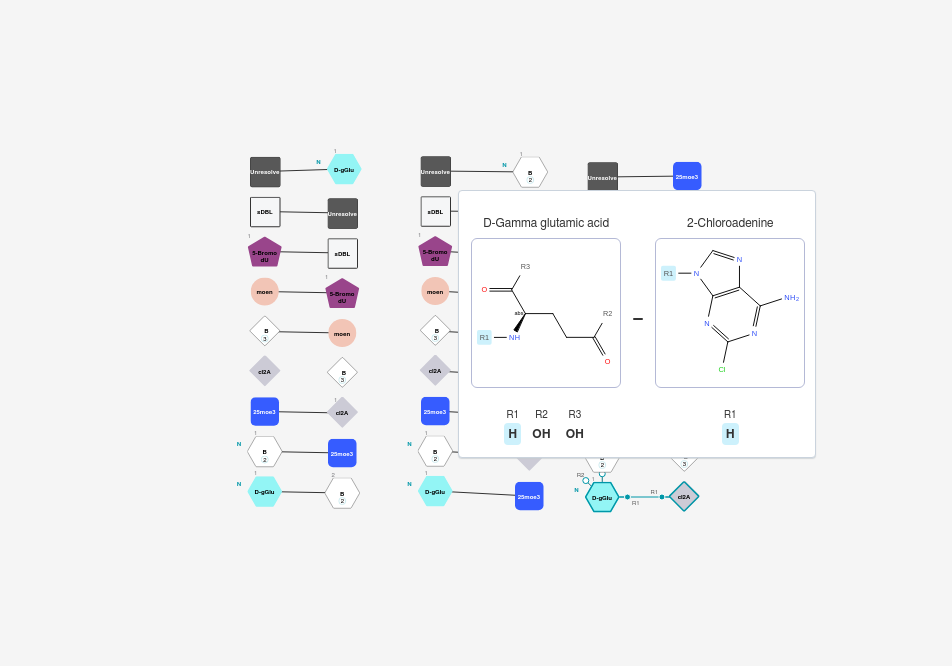 1
N
D-gGlu
Unresolve
1
N
B
2
Unresolve
Unresolve
25moe3
sDBL
Unresolve
sDBL
1
5-Bromo
dU
sDBL
1
5-Bromo
dU
moen
1
5-Bromo
dU
moen
B
3
moen
B
3
cl2A
B
3
cl2A
25moe3
1
cl2A
25moe3
1
N
B
2
25moe3
1
N
B
2
B
2
3
1
N
D-gGlu
2
B
2
1
N
D-gGlu
25moe3
R2
1
N
D-gGlu
R1
R1
cl2A
D-Gamma glutamic acid
2-Chloroadenine
R3
O
abs
R1
NH
R2
O
R1
N
N
NH2
N
N
Cl
R1 R2 R3
H OH OH
R1
H